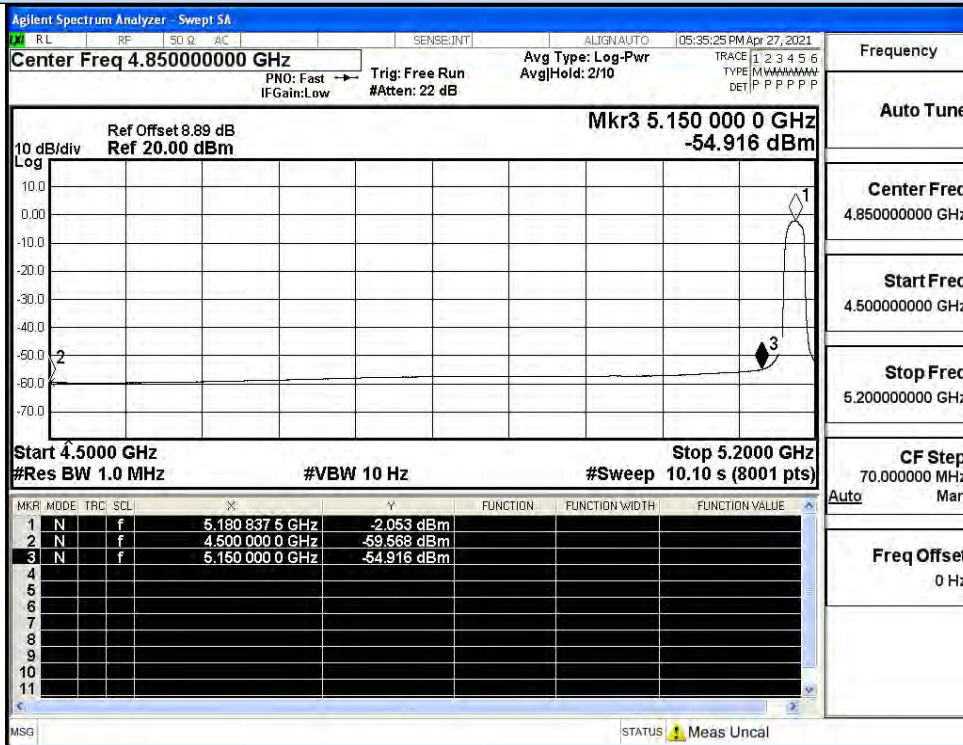 Agilent Spectrum Analyzer - Swept SA
LXI RL RF 50 Ω AC SENSE:INT ALIGNAUTO 05:35:25 PM Apr 27, 2021
Center Freq 4.850000000 GHz
PNO: Fast
IFGain:Low
Trig: Free Run
#Atten: 22 dB
Avg Type: Log-Pwr
Avg|Hold: 2/10
TRACE 1 2 3 4 5 6
TYPE MWWWWW
DET P P P P P P
Ref Offset 8.89 dB
10 dB/div Ref 20.00 dBm
Log
Mkr3 5.150 000 0 GHz
-54.916 dBm
10.0
0.00
-10.0
-20.0
-30.0
-40.0
-50.0
-60.0
-70.0
1
2
3
Start 4.5000 GHz Stop 5.2000 GHz
#Res BW 1.0 MHz #VBW 10 Hz #Sweep 10.10 s (8001 pts)
MKR MODE TRC SCL X Y FUNCTION FUNCTION WIDTH FUNCTION VALUE
1 N f 5.180 837 5 GHz -2.053 dBm
2 N f 4.500 000 0 GHz -59.568 dBm
3 N f 5.150 000 0 GHz -54.916 dBm
4
5
6
7
8
9
10
11
MSG STATUS Meas Uncal
Frequency
Auto Tune
Center Freq
4.850000000 GHz
Start Freq
4.500000000 GHz
Stop Freq
5.200000000 GHz
CF Step
70.000000 MHz
Auto Man
Freq Offset
0 Hz